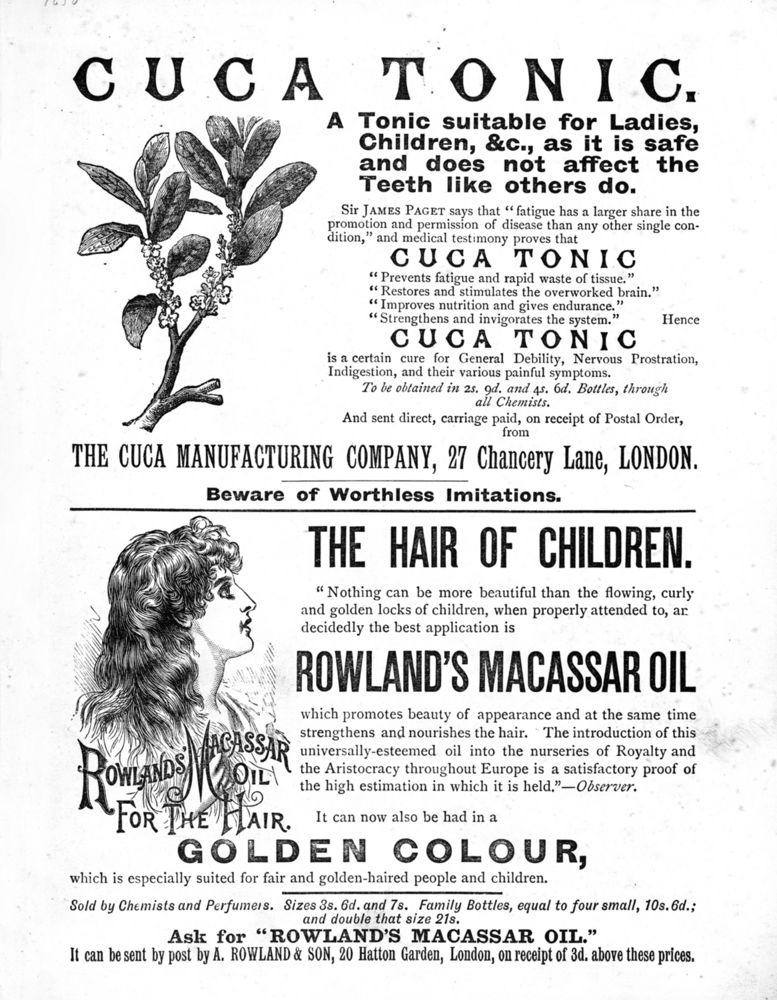 CUCA TONIC.
A Tonic suitable for Ladies,
Children, &c., as it is safe
and does not affect the
Teeth like others do.
Sir JAMES PAGET says that "fatigue has a larger share in the
promotion and permission of disease than any other single con-
dition," and medical testimony proves that
CUCA TONIC
"Prevents fatigue and rapid waste of tissue."
"Restores and stimulates the overworked brain."
"Improves nutrition and gives endurance."
"Strengthens and invigorates the system." Hence
CUCA TONIC
is a certain cure for General Debility, Nervous Prostration,
Indigestion, and their various painful symptoms.
To be obtained in 2s. 9d. and 4s. 6d. Bottles, through
all Chemists.
And sent direct, carriage paid, on receipt of Postal Order,
from
THE CUCA MANUFACTURING COMPANY, 27 Chancery Lane, LONDON.
Beware of Worthless Imitations.
THE HAIR OF CHILDREN.
"Nothing can be more beautiful than the flowing, curly
and golden locks of children, when properly attended to, an
decidedly the best application is
ROWLAND'S MACASSAR OIL
which promotes beauty of appearance and at the same time
strengthens and nourishes the hair. The introduction of this
universally-esteemed oil into the nurseries of Royalty and
the Aristocracy throughout Europe is a satisfactory proof of
the high estimation in which it is held."—Observer.
ROWLANDS' MACASSAR
OIL
FOR THE HAIR.
It can now also be had in a
GOLDEN COLOUR,
which is especially suited for fair and golden-haired people and children.
Sold by Chemists and Perfumers. Sizes 3s. 6d. and 7s. Family Bottles, equal to four small, 10s. 6d.;
and double that size 21s.
Ask for "ROWLAND'S MACASSAR OIL."
It can be sent by post by A. ROWLAND & SON, 20 Hatton Garden, London, on receipt of 3d. above these prices.